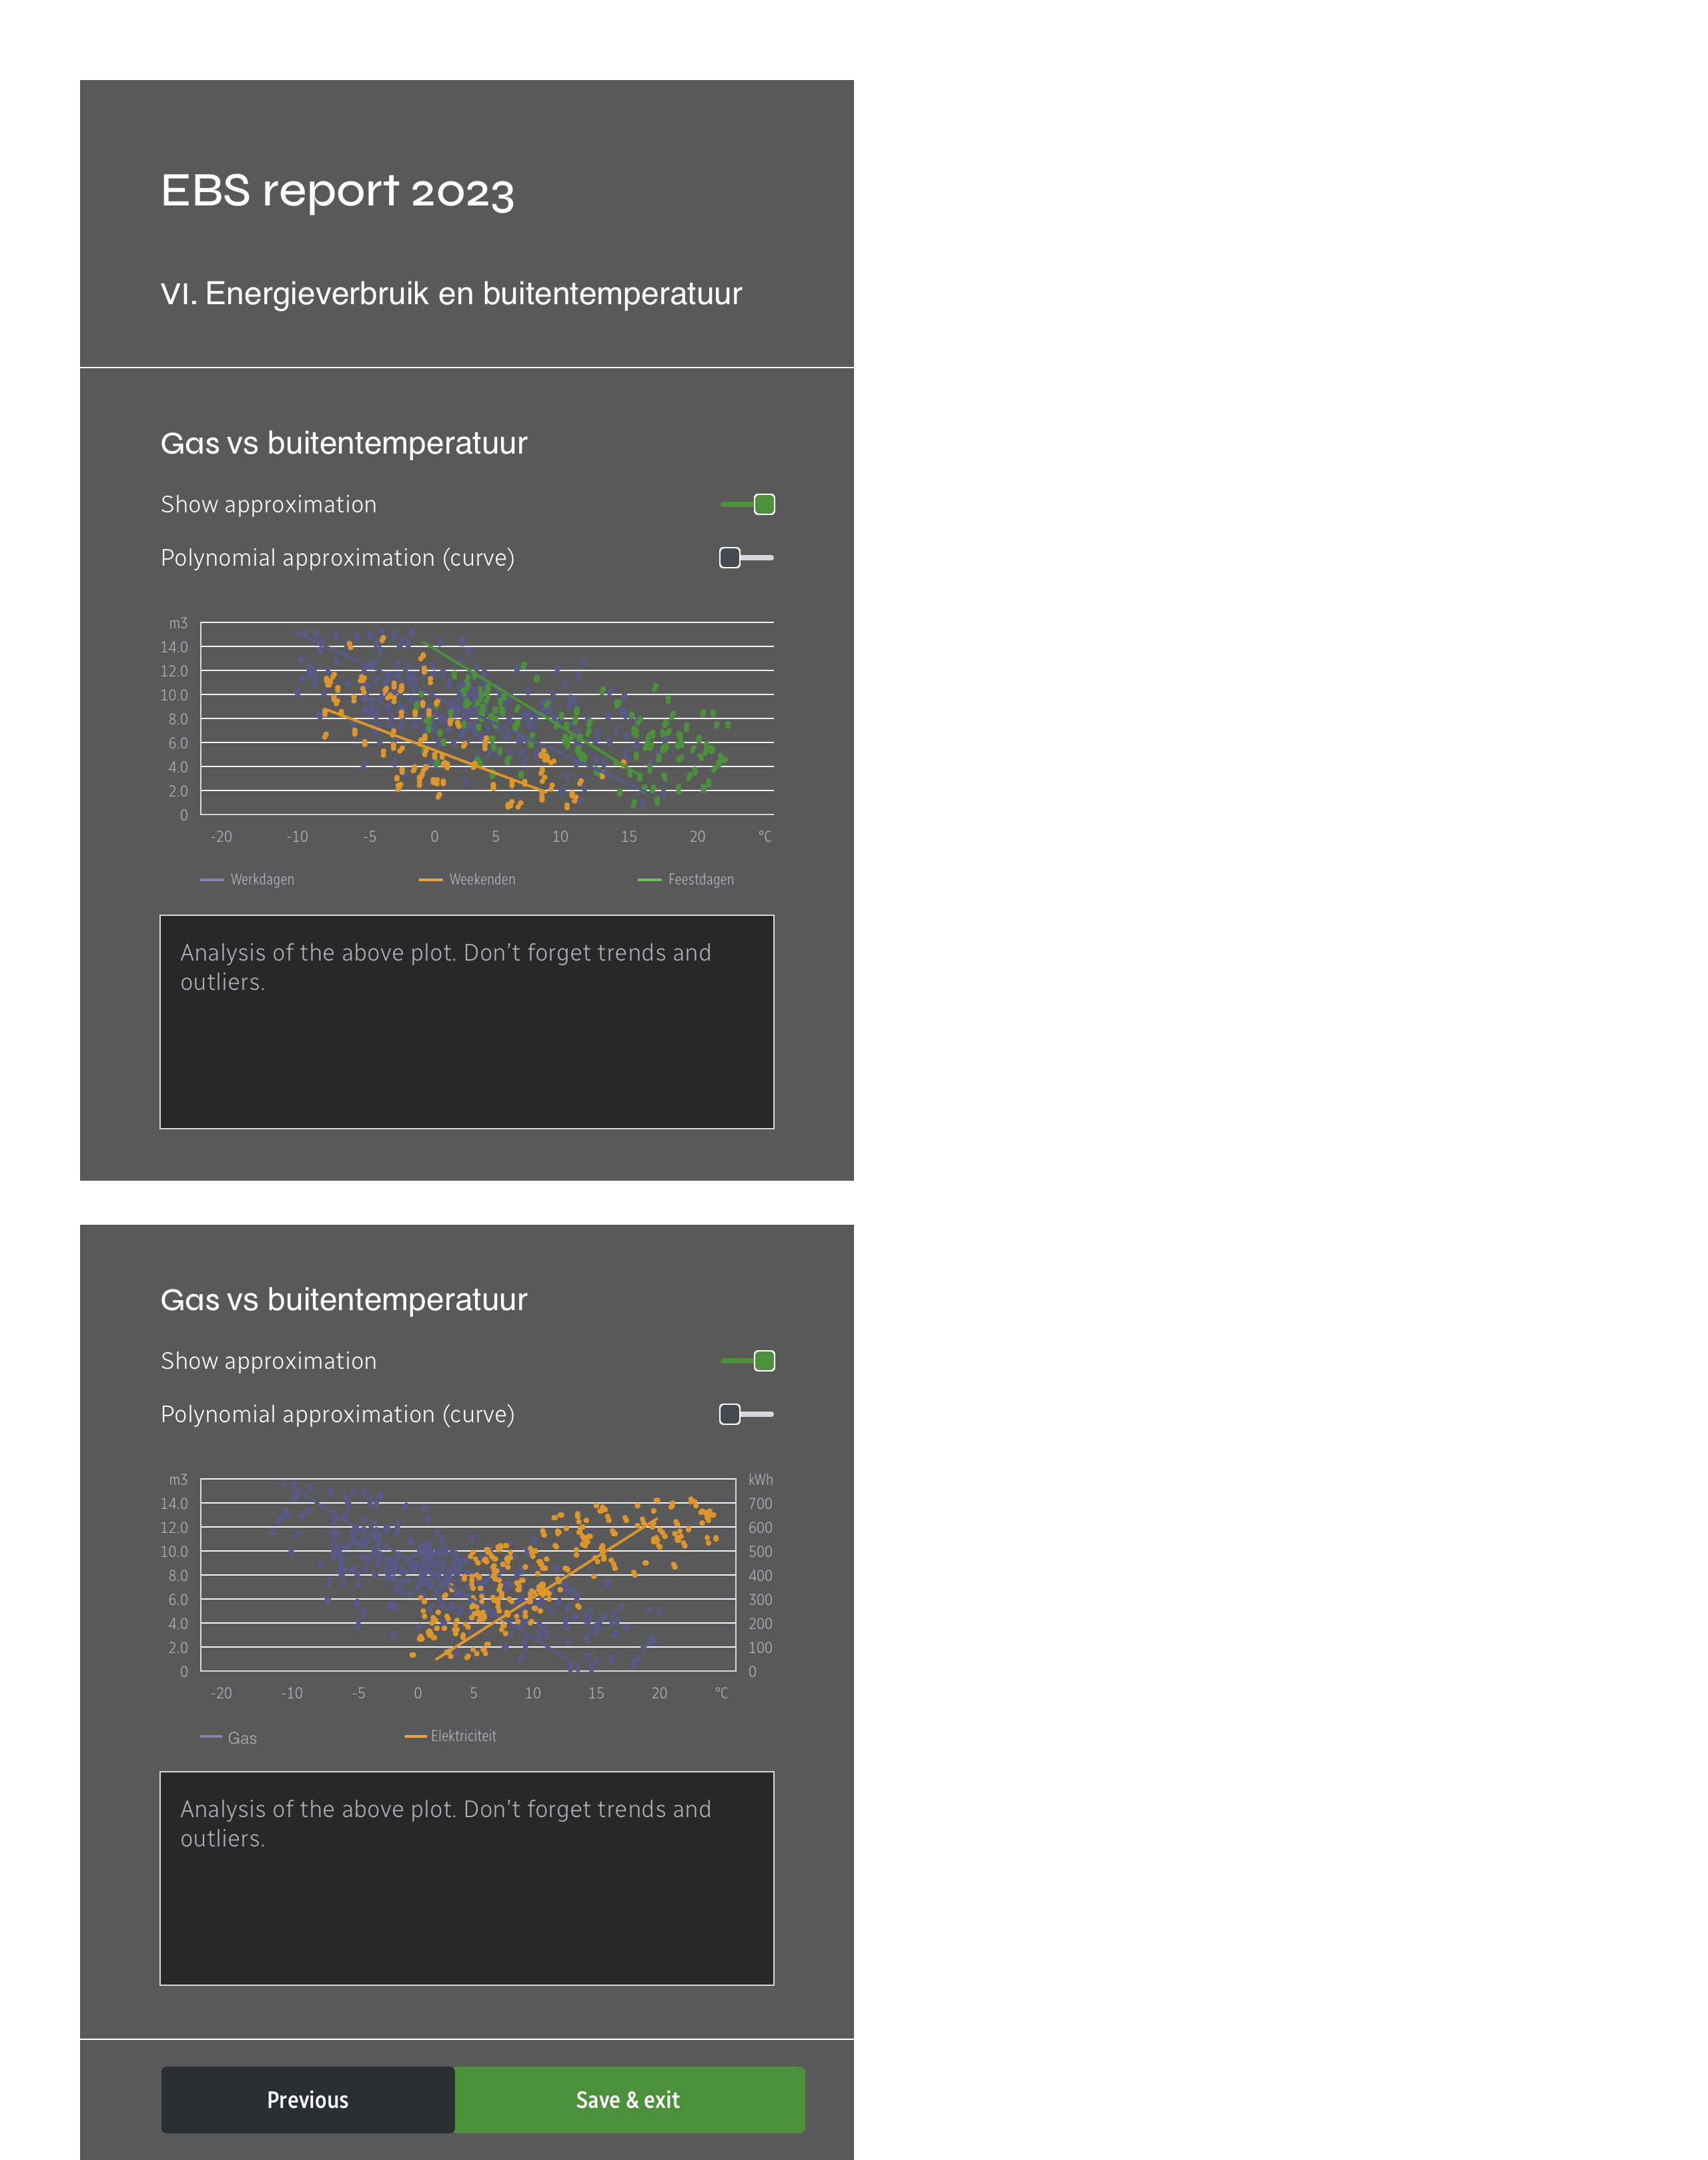 EBS report 2023
VI. Energieverbruik en buitentemperatuur
Gas vs buitentemperatuur
Show approximation
Polynomial approximation (curve)
m3
14.0
12.0
10.0
8.0
6.0
4.0
2.0
0
-20 -10 -5 0 5 10 15 20 °C
Werkdagen Weekenden Feestdagen
Analysis of the above plot. Don’t forget trends and
outliers.
Gas vs buitentemperatuur
Show approximation
Polynomial approximation (curve)
m3 kWh
14.0 700
12.0 600
10.0 500
8.0 400
6.0 300
4.0 200
2.0 100
0 0
-20 -10 -5 0 5 10 15 20 °C
Gas Elektriciteit
Analysis of the above plot. Don’t forget trends and
outliers.
Previous Save & exit